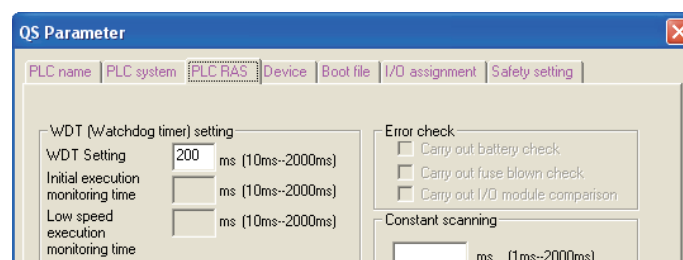 QS Parameter
PLC name PLC system PLC RAS Device Boot file I/O assignment Safety setting
WDT (Watchdog timer) setting
WDT Setting 200 ms (10ms--2000ms)
Initial execution
monitoring time ms (10ms--2000ms)
Low speed
execution
monitoring time ms (10ms--2000ms)
Error check
Carry out battery check
Carry out fuse blown check
Carry out I/O module comparison
Constant scanning
ms (1ms--2000ms)